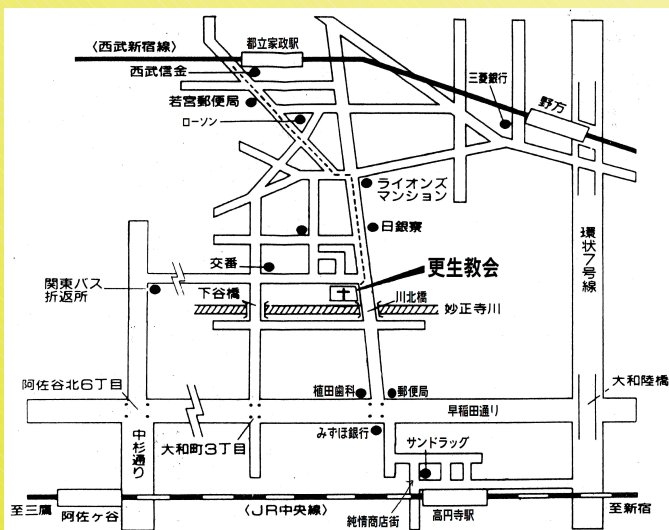 〈西武新宿線〉
都立家政駅
西武信金
三菱銀行
若宮郵便局
野方
ローソン
ライオンズ
マンション
日銀寮
環状7号線
交番
更生教会
関東バス
折返所
下谷橋
川北橋
妙正寺川
阿佐谷北6丁目
植田歯科
郵便局
早稲田通り
大和陸橋
中杉通り
大和町3丁目
みずほ銀行
サンドラッグ
至三鷹
阿佐ヶ谷
〈JR中央線〉
純情商店街
高円寺駅
至新宿